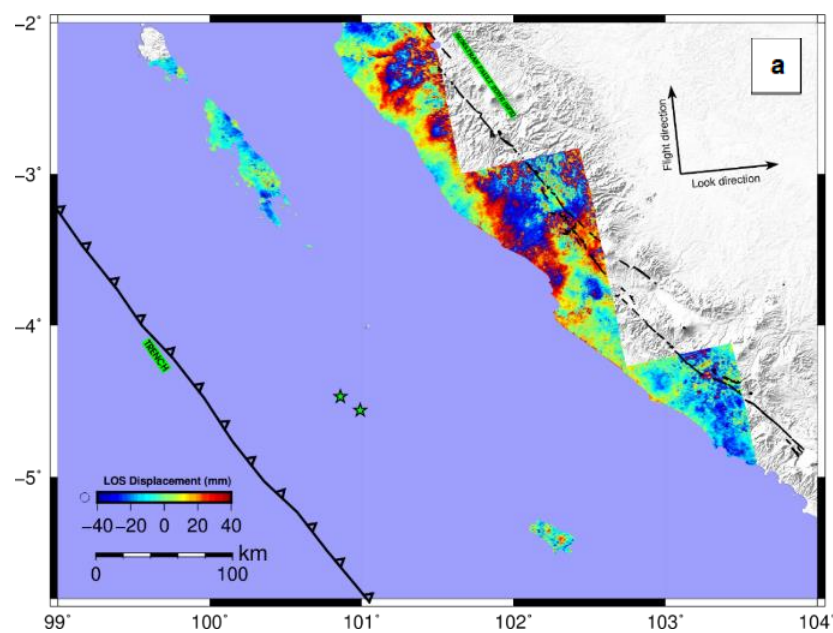 −2°
−3°
−4°
−5°
a
Flight direction
Look direction
TRENCH
LOS Displacement (mm)
−40 −20 0 20 40
km
0 100
99° 100° 101° 102° 103° 104°